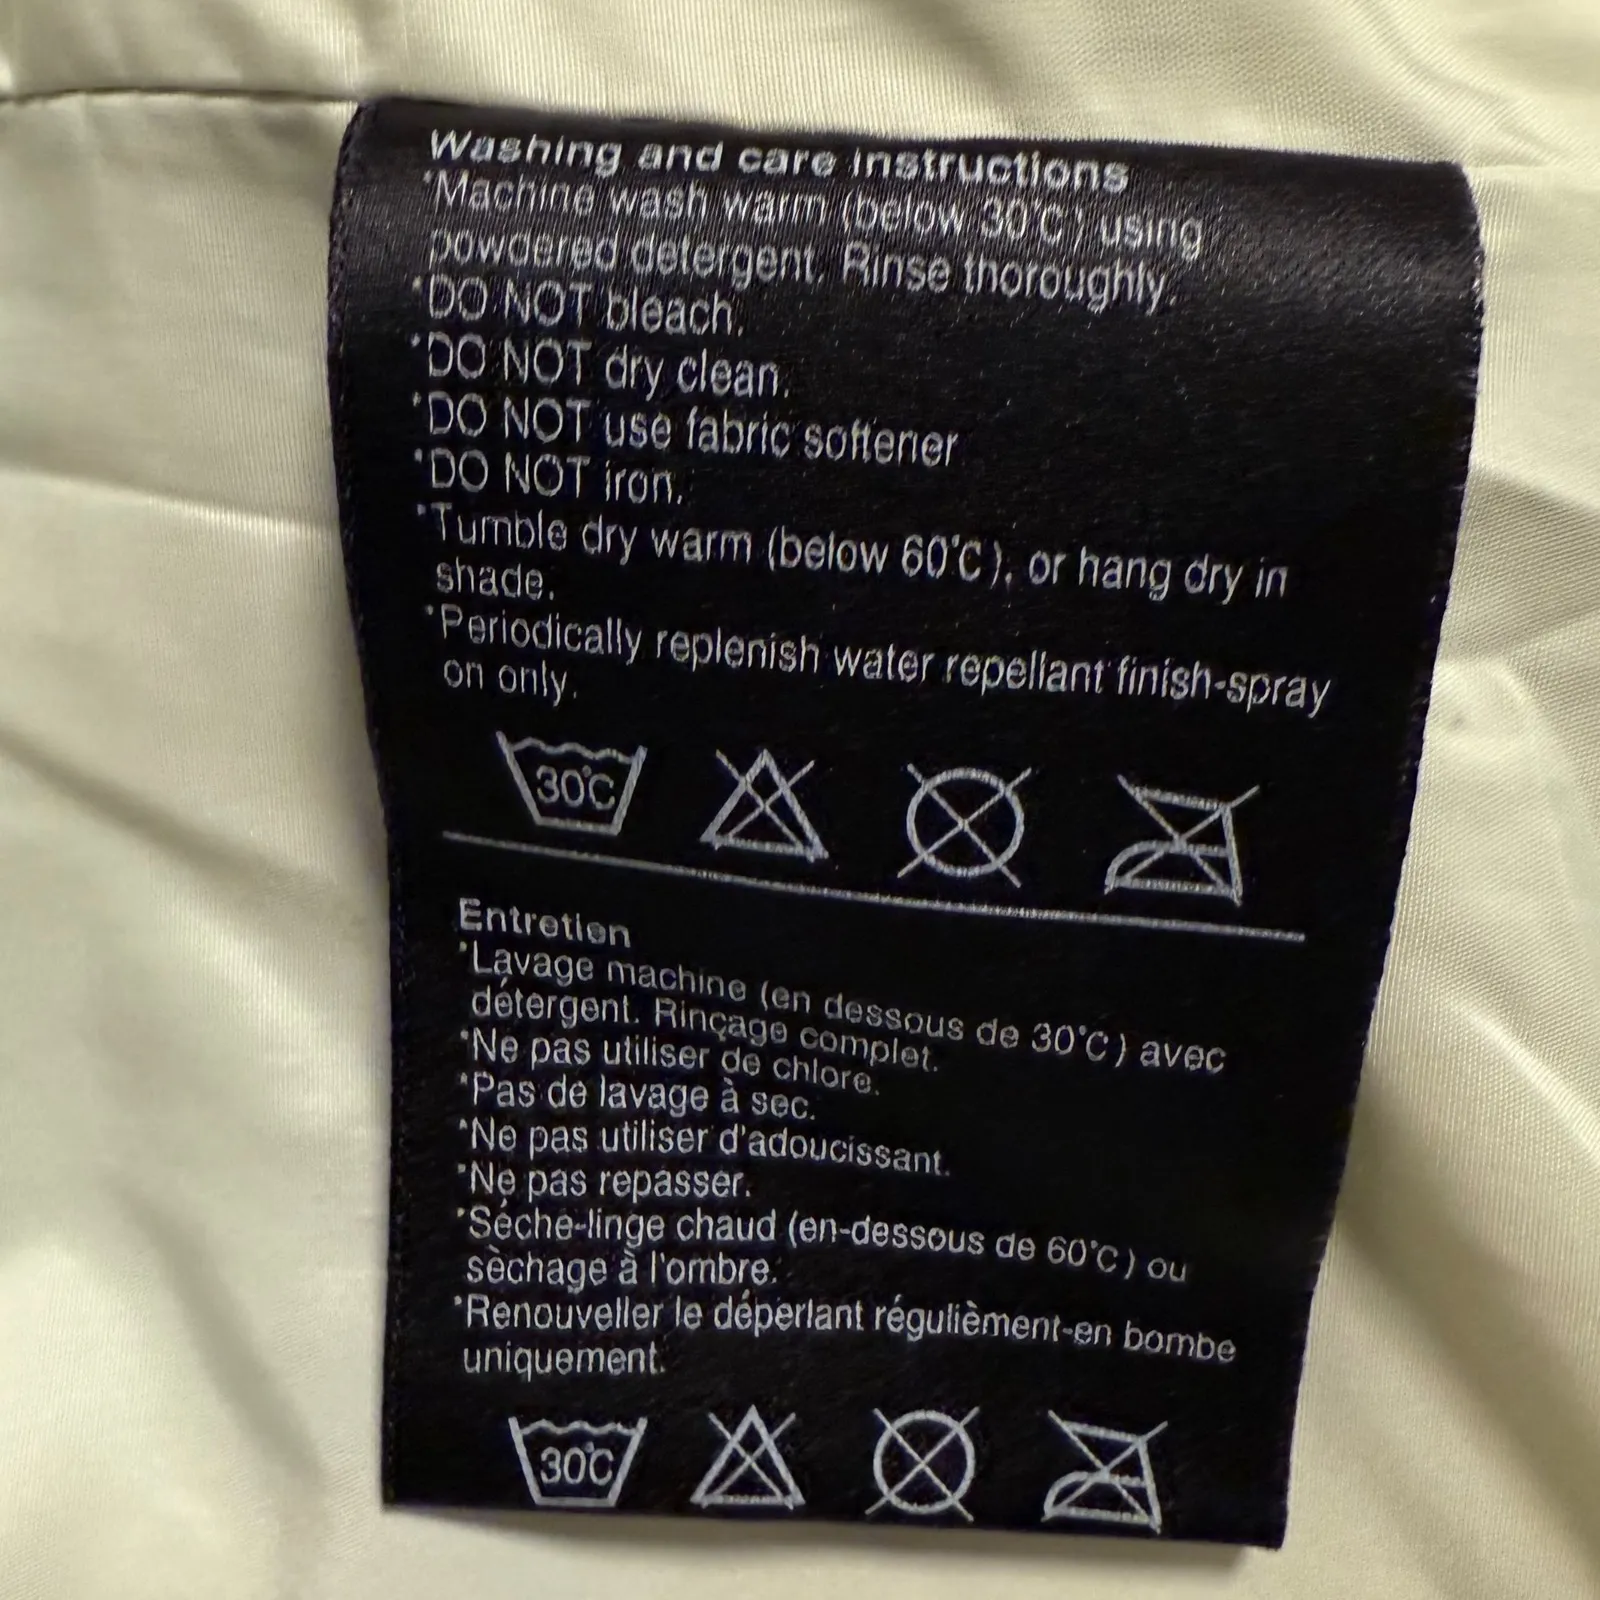 Washing and care instructions
*Machine wash warm (below 30°C) using
powdered detergent. Rinse thoroughly.
*DO NOT bleach.
*DO NOT dry clean.
*DO NOT use fabric softener
*DO NOT iron.
*Tumble dry warm (below 60°C), or hang dry in
shade.
*Periodically replenish water repellant finish-spray
on only.
30°C
Entretien
*Lavage machine (en dessous de 30°C) avec
détergent. Rinçage complet.
*Ne pas utiliser de chlore.
*Pas de lavage à sec.
*Ne pas utiliser d'adoucissant.
*Ne pas repasser.
*Séche-linge chaud (en-dessous de 60°C) ou
sèchage à l'ombre.
*Renouveller le déperlant régulièment-en bombe
uniquement.
30°C